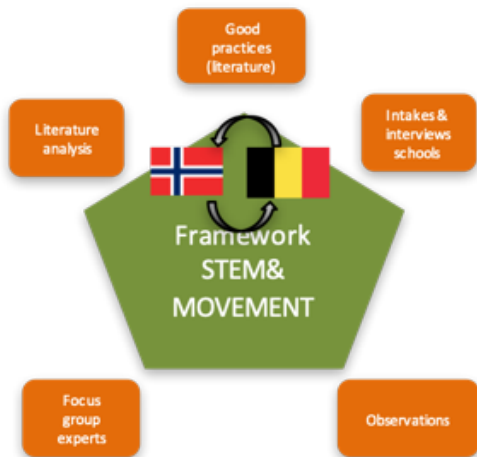 Good
practices
(literature)
Literature
analysis
Intakes &
interviews
schools
Framework
STEM&
MOVEMENT
Focus
group
experts
Observations